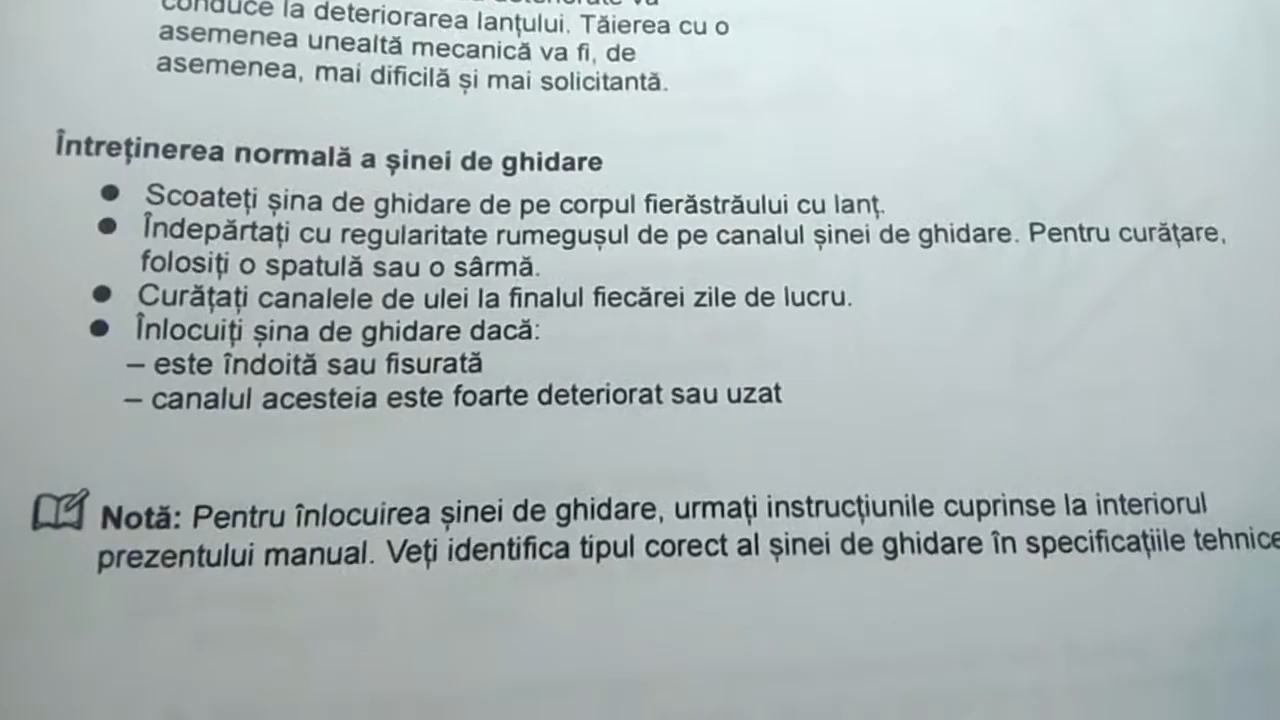 conduce la deteriorarea lanțului. Tăierea cu o
asemenea unealtă mecanică va fi, de
asemenea, mai dificilă și mai solicitantă.
Întreținerea normală a șinei de ghidare
● Scoateți șina de ghidare de pe corpul fierăstrăului cu lanț.
● Îndepărtați cu regularitate rumegușul de pe canalul șinei de ghidare. Pentru curățare,
folosiți o spatulă sau o sârmă.
● Curățați canalele de ulei la finalul fiecărei zile de lucru.
● Înlocuiți șina de ghidare dacă:
– este îndoită sau fisurată
– canalul acesteia este foarte deteriorat sau uzat
Notă: Pentru înlocuirea șinei de ghidare, urmați instrucțiunile cuprinse la interiorul
prezentului manual. Veți identifica tipul corect al șinei de ghidare în specificațiile tehnice